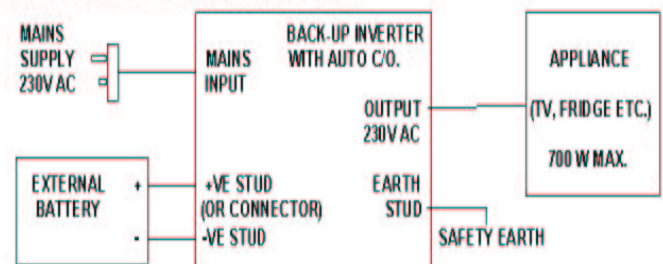 MAINS
SUPPLY
230V AC
MAINS
INPUT
BACK-UP INVERTER
WITH AUTO C/O.
OUTPUT
230V AC
APPLIANCE
(TV, FRIDGE ETC.)
700 W MAX.
EXTERNAL
BATTERY
+
-
+VE STUD
(OR CONNECTOR)
-VE STUD
EARTH
STUD
SAFETY EARTH